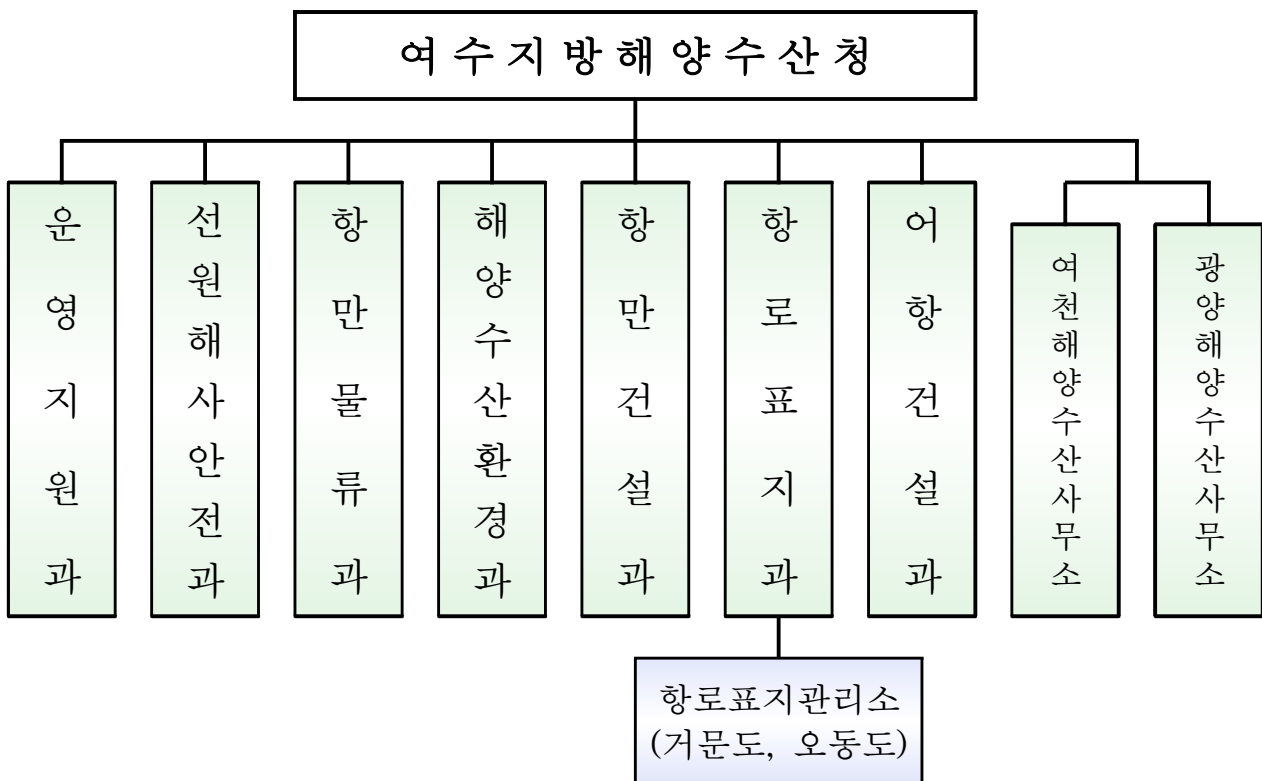 여수지방해양수산청
운영지원과
선원해사안전과
항만물류과
해양수산환경과
항만건설과
항로표지과
어항건설과
여천해양수산사무소
광양해양수산사무소
항로표지관리소
(거문도, 오동도)